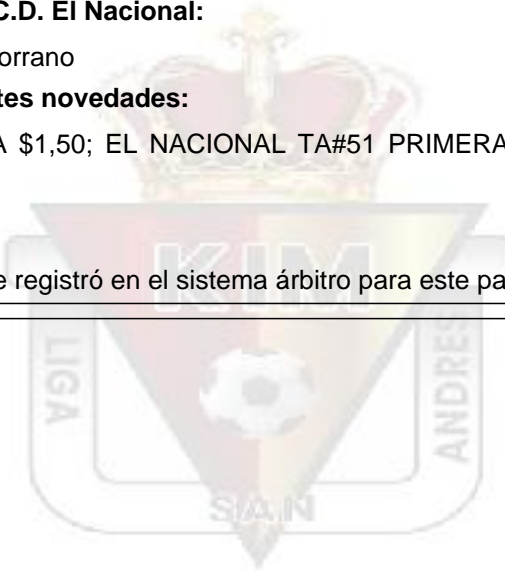 C.D. El Nacional:
orrano
tes novedades:
A $1,50; EL NACIONAL TA#51 PRIMERA
e registró en el sistema árbitro para este pa
KIM
LIGA
ANDRES
SAN